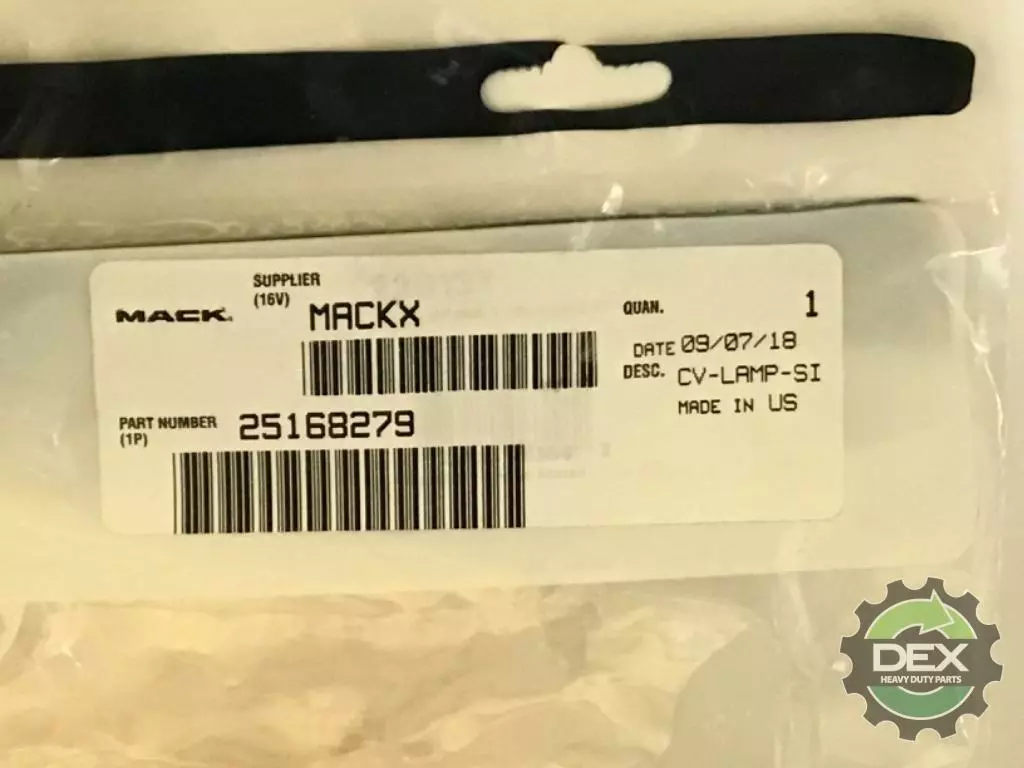 MACK.
SUPPLIER
(16V)
MACKX
QUAN. 1
DATE 09/07/18
DESC. CV-LAMP-SI
MADE IN US
PART NUMBER
(1P)
25168279
DEX
HEAVY DUTY PARTS